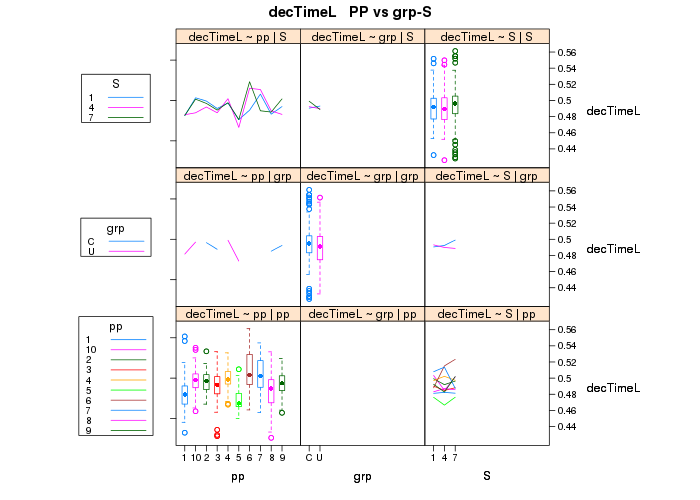 decTimeL   PP vs grp-S
decTimeL ~ pp | S
decTimeL ~ grp | S
decTimeL ~ S | S
S
1
4
7
0.56
0.54
0.52
0.5
0.48
0.46
0.44
decTimeL
decTimeL ~ pp | grp
decTimeL ~ grp | grp
decTimeL ~ S | grp
grp
C
U
0.56
0.54
0.52
0.5
0.48
0.46
0.44
decTimeL
decTimeL ~ pp | pp
decTimeL ~ grp | pp
decTimeL ~ S | pp
pp
1
10
2
3
4
5
6
7
8
9
0.56
0.54
0.52
0.5
0.48
0.46
0.44
decTimeL
1 10 2 3 4 5 6 7 8 9
C U
1 4 7
pp
grp
S